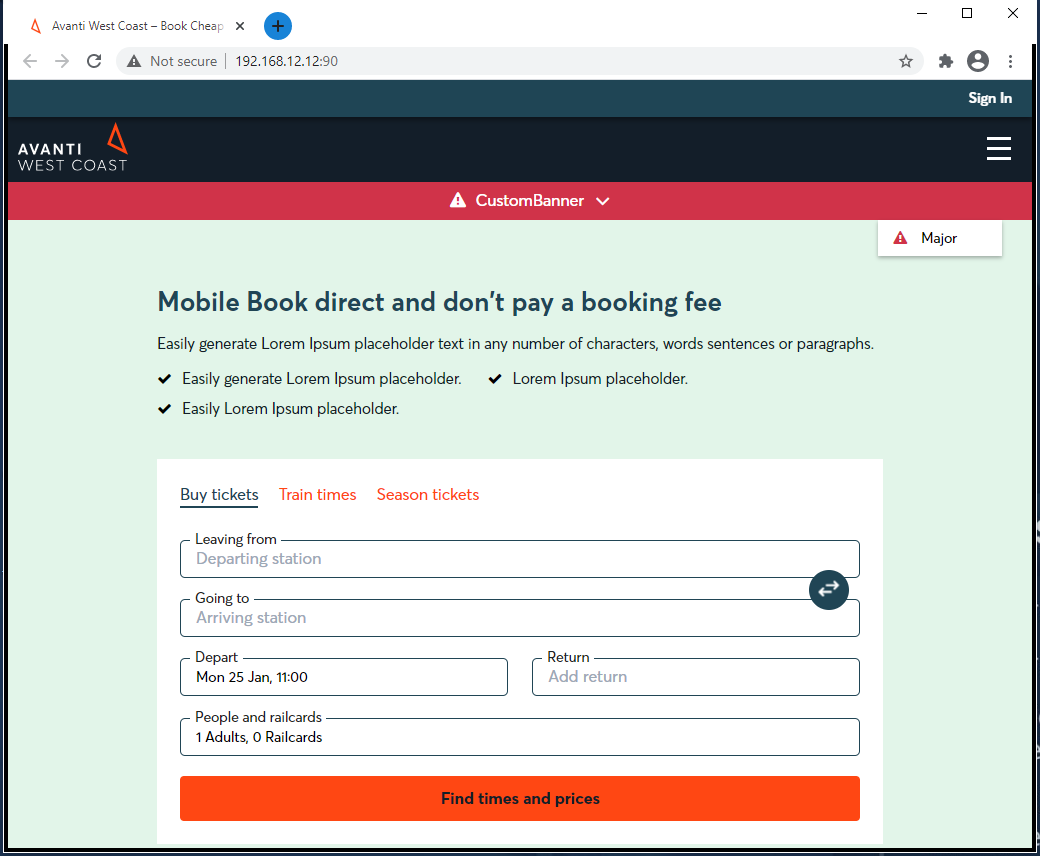 Avanti West Coast – Book Cheap
Not secure
192.168.12.12:90
Sign In
AVANTI
WEST COAST
CustomBanner
Major
Mobile Book direct and don't pay a booking fee
Easily generate Lorem Ipsum placeholder text in any number of characters, words sentences or paragraphs.
Easily generate Lorem Ipsum placeholder. Lorem Ipsum placeholder.
Easily Lorem Ipsum placeholder.
Buy tickets Train times Season tickets
Leaving from
Departing station
Going to
Arriving station
Depart Return
Mon 25 Jan, 11:00 Add return
People and railcards
1 Adults, 0 Railcards
Find times and prices